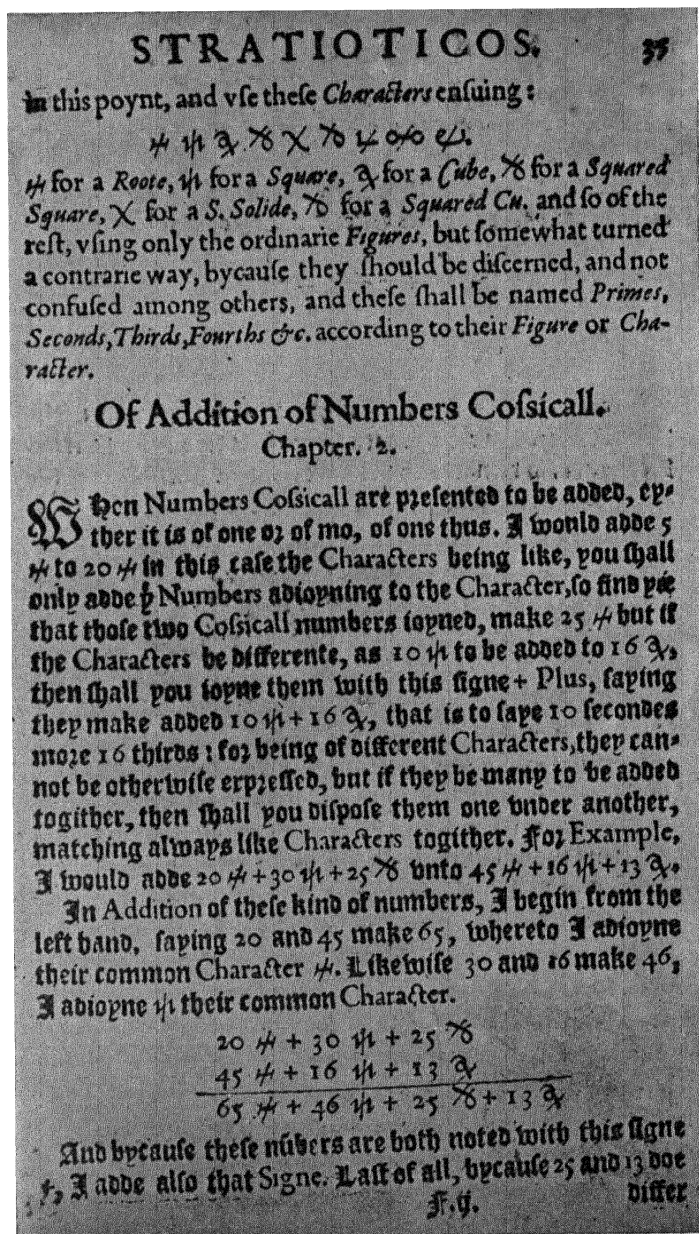 STRATIOTICOS. 35
in this poynt, and vſe theſe Characters enſuing:
for a Roote, for a Square, for a Cube, for a Squared
Square, for a S. Solide, for a Squared Cu. and ſo of the
reſt, vſing only the ordinarie Figures, but ſomewhat turned
a contrarie way, bycauſe they ſhould be diſcerned, and not
confuſed among others, and theſe ſhall be named Primes,
Seconds, Thirds, Fourths &c. according to their Figure or Cha-
racter.
Of Addition of Numbers Coſsicall.
Chapter. 2.
WHen Numbers Coſsicall are preſented to be added, ey-
ther it is of one or of mo, of one thus. I would adde 5
to 20 in this caſe the Characters being like, you ſhall
only adde yͤ Numbers adioyning to the Character, ſo find yée
that thoſe two Coſsicall numbers ioyned, make 25 but if
the Characters be differente, as 10 to be added to 16 ,
then ſhall you ioyne them with this ſigne + Plus, ſaying
they make added 10 + 16 , that is to ſaye 10 ſecondes
more 16 thirds : for being of different Characters, they can-
not be otherwiſe expreſſed, but if they be many to be added
togither, then ſhall you diſpoſe them one vnder another,
matching always like Characters togither. For Example,
I would adde 20 + 30 + 25 vnto 45 + 16 + 13 .
In Addition of theſe kind of numbers, I begin from the
left hand, ſaying 20 and 45 make 65, whereto I adioyne
their common Character . Likewiſe 30 and 16 make 46,
I adioyne their common Character.
20 + 30 + 25
45 + 16 + 13
65 + 46 + 25 + 13
And bycauſe theſe nūbers are both noted with this ſigne
+, I adde alſo that Signe. Laſt of all, bycauſe 25 and 13 doe
F.ij. differ